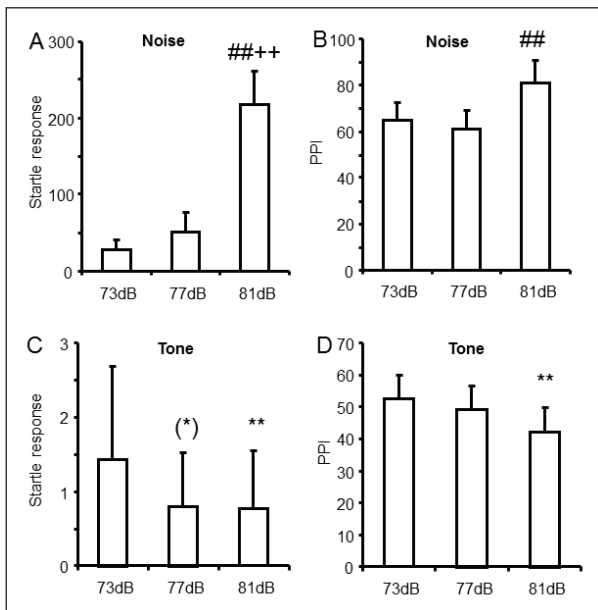 A
Noise
##++
Startle response
300
200
100
0
73dB 77dB 81dB
B
Noise
##
PPI
100
80
60
40
20
0
73dB 77dB 81dB
C
Tone
(*)
**
Startle response
3
2
1
0
73dB 77dB 81dB
D
Tone
**
PPI
70
60
50
40
30
20
10
0
73dB 77dB 81dB